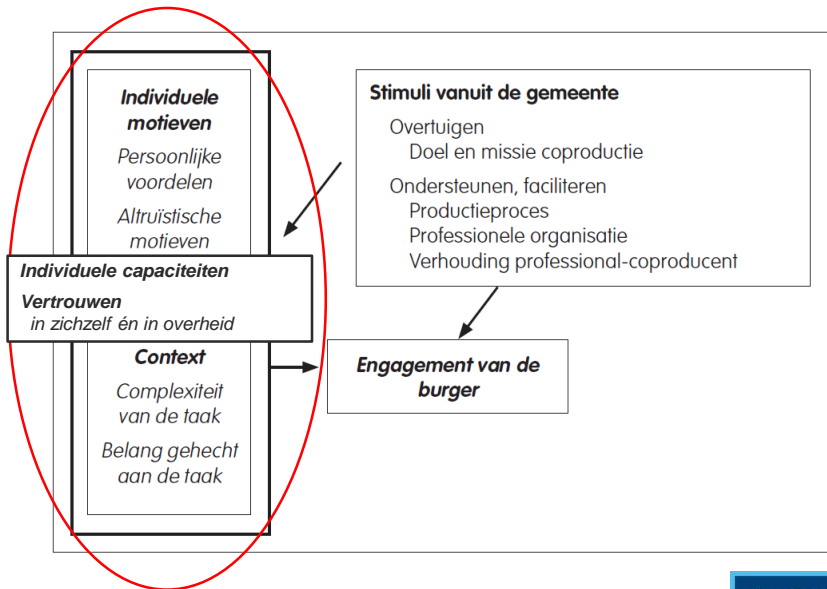 Individuele
motieven
Persoonlijke
voordelen
Altruïstische
motieven
Individuele capaciteiten
Vertrouwen
in zichzelf én in overheid
Context
Complexiteit
van de taak
Belang gehecht
aan de taak
Stimuli vanuit de gemeente
Overtuigen
Doel en missie coproductie
Ondersteunen, faciliteren
Productieproces
Professionele organisatie
Verhouding professional-coproducent
Engagement van de
burger